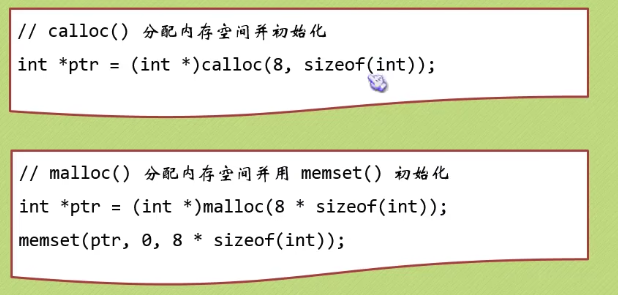 // calloc() 分配内存空间并初始化
int *ptr = (int *)calloc(8, sizeof(int));
// malloc() 分配内存空间并用 memset() 初始化
int *ptr = (int *)malloc(8 * sizeof(int));
memset(ptr, 0, 8 * sizeof(int));